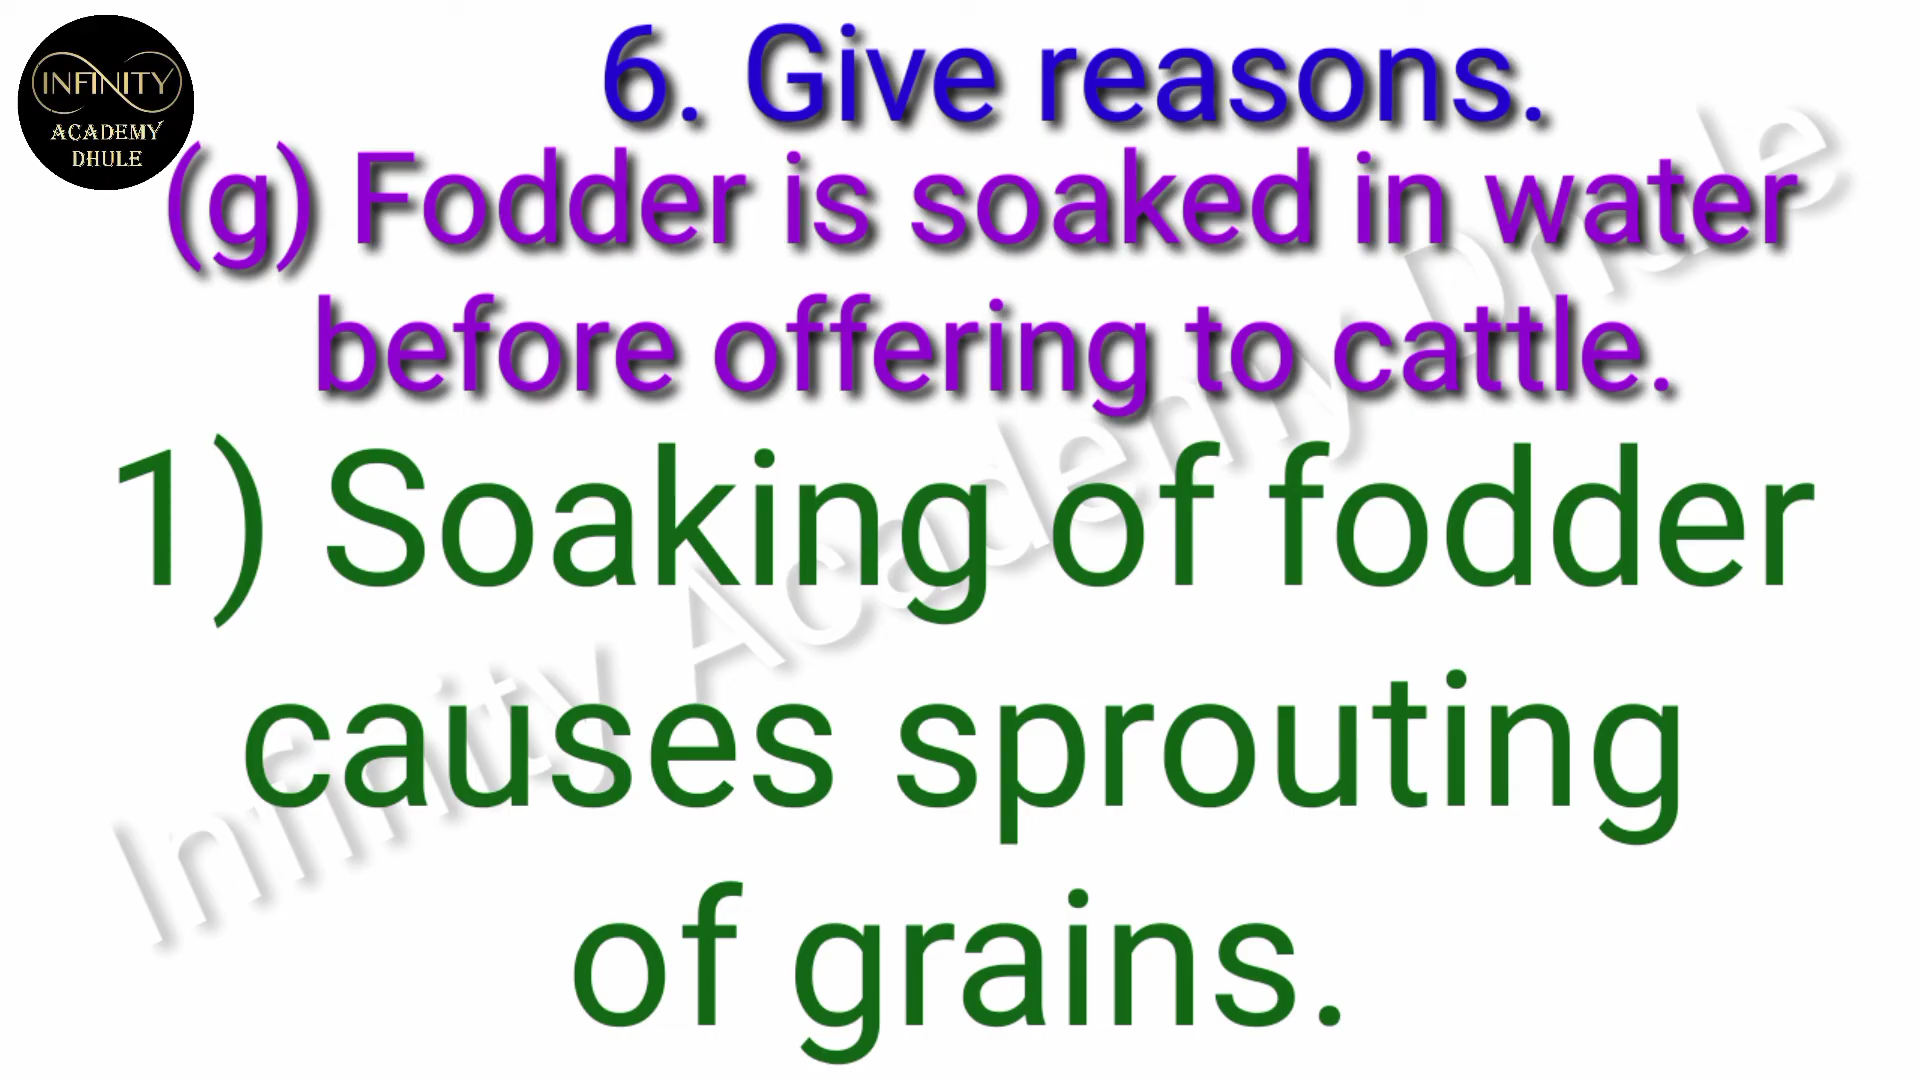 INFINITY
ACADEMY
DHULE
6. Give reasons.
(g) Fodder is soaked in water
before offering to cattle.
1) Soaking of fodder
causes sprouting
of grains.
Infinity Academy Dhule